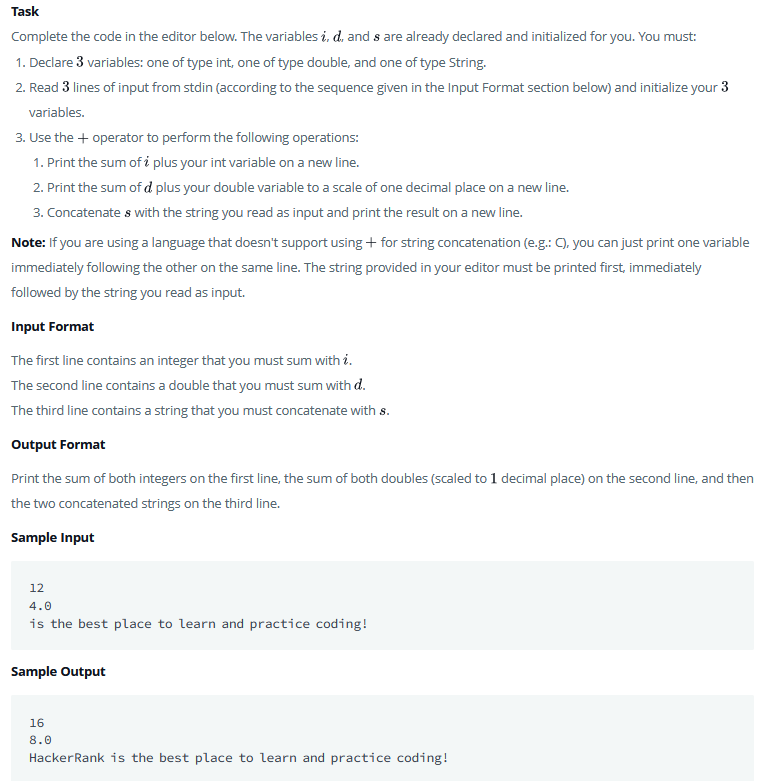 Task
Complete the code in the editor below. The variables i, d, and s are already declared and initialized for you. You must:
1. Declare 3 variables: one of type int, one of type double, and one of type String.
2. Read 3 lines of input from stdin (according to the sequence given in the Input Format section below) and initialize your 3
variables.
3. Use the + operator to perform the following operations:
1. Print the sum of i plus your int variable on a new line.
2. Print the sum of d plus your double variable to a scale of one decimal place on a new line.
3. Concatenate s with the string you read as input and print the result on a new line.
Note: If you are using a language that doesn't support using + for string concatenation (e.g.: C), you can just print one variable
immediately following the other on the same line. The string provided in your editor must be printed first, immediately
followed by the string you read as input.
Input Format
The first line contains an integer that you must sum with i.
The second line contains a double that you must sum with d.
The third line contains a string that you must concatenate with s.
Output Format
Print the sum of both integers on the first line, the sum of both doubles (scaled to 1 decimal place) on the second line, and then
the two concatenated strings on the third line.
Sample Input
12
4.0
is the best place to learn and practice coding!
Sample Output
16
8.0
HackerRank is the best place to learn and practice coding!